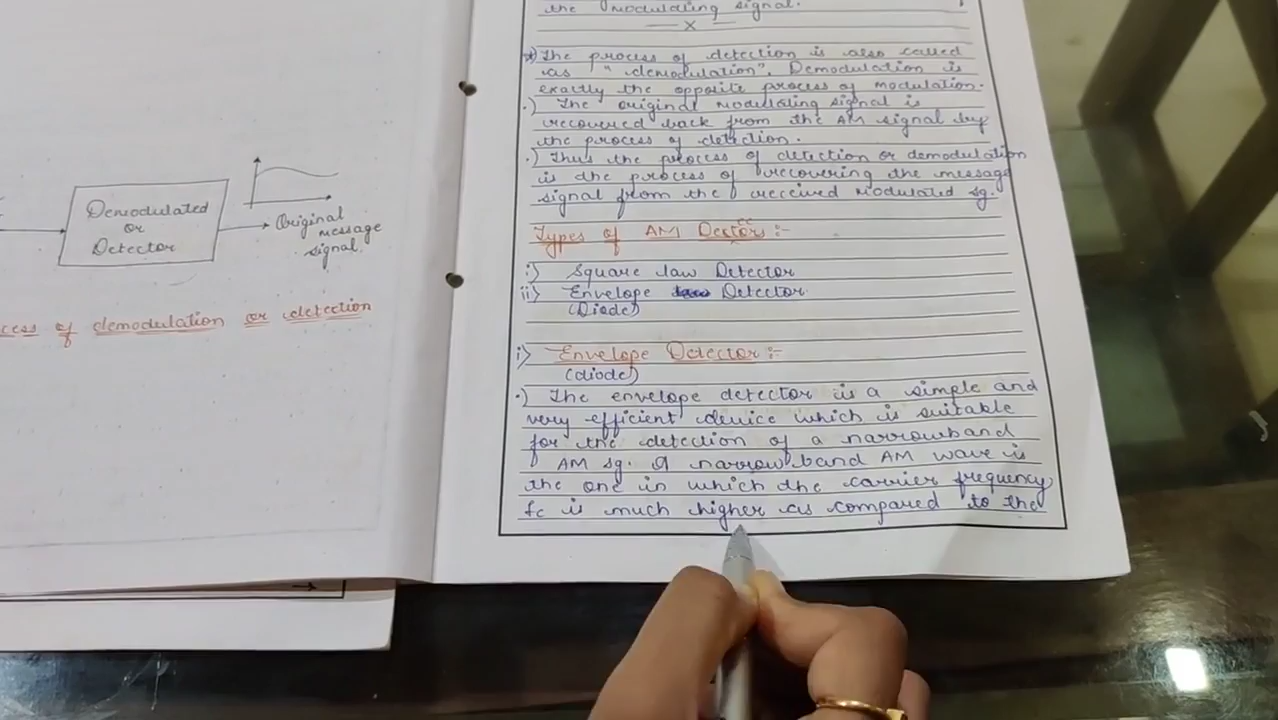 Demodulated
or
Detector
Original
message
signal.
cess of demodulation or detection
the modulating signal.
x
*) The process of detection is also called
as "demodulation". Demodulation is
exactly the opposite process of modulation.
.) The original modulating signal is
recovered back from the AM signal by
the process of detection.
.) Thus the process of detection or demodulation
is the process of recovering the message
signal from the received modulated sg.
Types of AM Dectors :-
i) Square law Detector
ii) Envelope Detector
(Diode)
i) Envelope Detector :-
(diode)
.) The envelope detector is a simple and
very efficient device which is suitable
for the detection of a narrowband
AM sg. A narrow band AM wave is
the one in which the carrier frequency
fc is much higher as compared to the